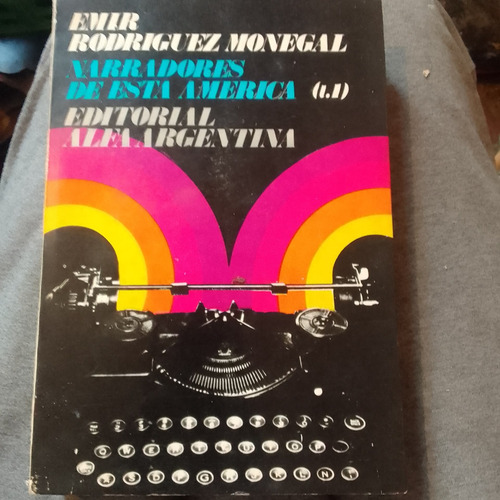 EMIR
RODRIGUEZ MONEGAL
NARRADORES
DE ESTA AMERICA (t.1)
EDITORIAL
ALFA ARGENTINA